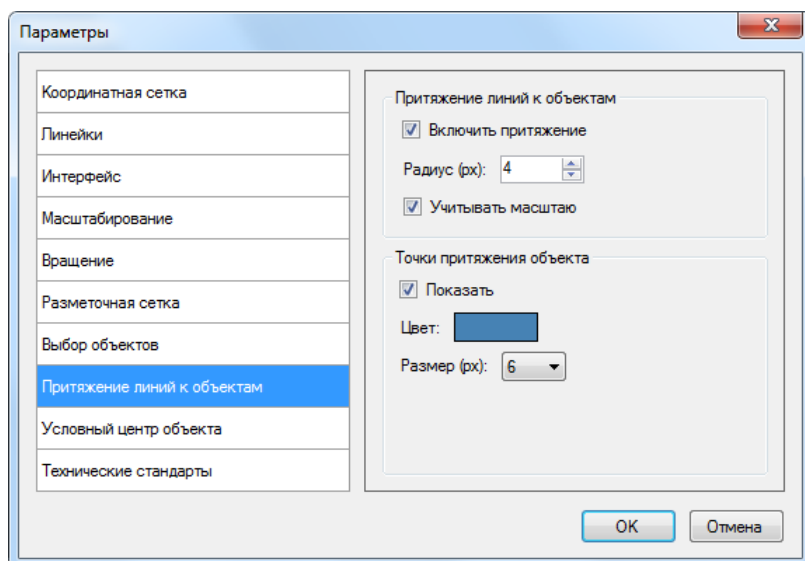 Параметры
Координатная сетка
Линейки
Интерфейс
Масштабирование
Вращение
Разметочная сетка
Выбор объектов
Притяжение линий к объектам
Условный центр объекта
Технические стандарты
Притяжение линий к объектам
Включить притяжение
Радиус (px): 4
Учитывать масштаю
Точки притяжения объекта
Показать
Цвет:
Размер (px): 6
OK Отмена